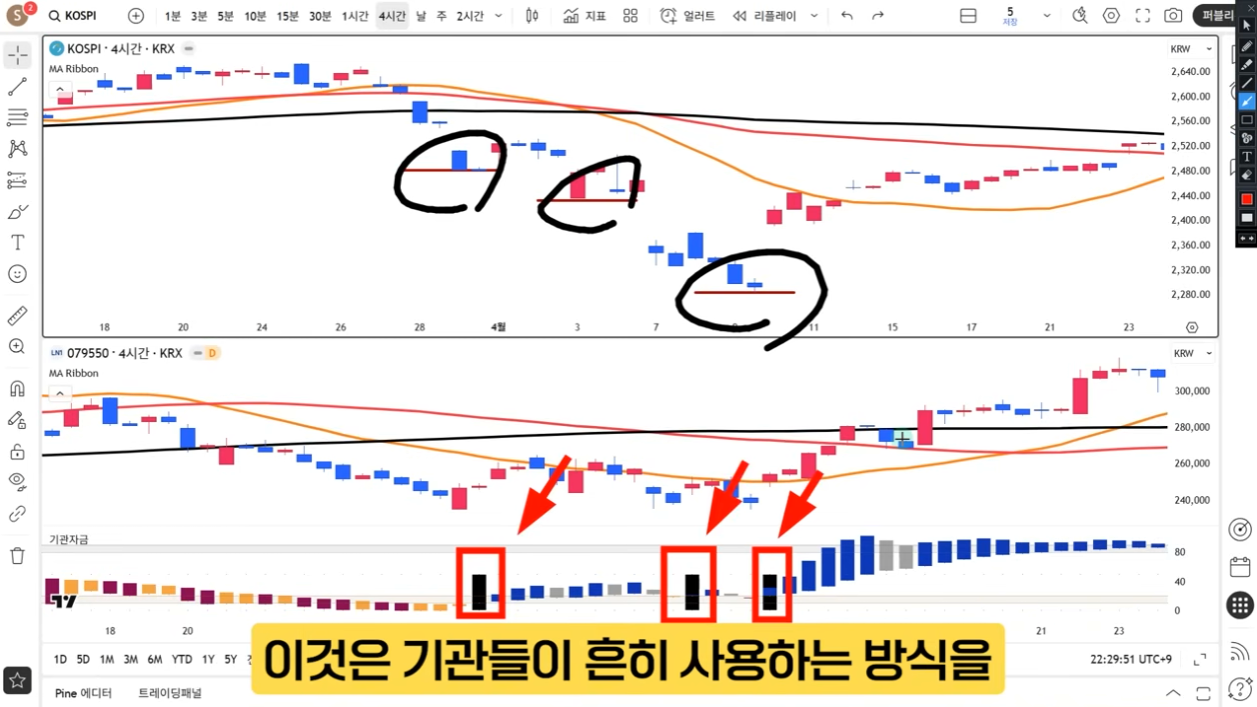 S 2 KOSPI 1분 3분 5분 10분 15분 30분 1시간 4시간 날 주 2시간 지표 얼러트 리플레이 5 저장 퍼블리
KOSPI · 4시간 · KRX
KRW
MA Ribbon
2,640.00
2,600.00
2,560.00
2,520.00
2,480.00
2,440.00
2,400.00
2,360.00
2,320.00
2,280.00
18 20 24 26 28 4월 3 7 9 11 15 17 21 23
LN1 079550 · 4시간 · KRX D
KRW
MA Ribbon
300,000
280,000
260,000
240,000
기관자금
80
40
0
18 20 21 23
이것은 기관들이 흔히 사용하는 방식을
1D 5D 1M 3M 6M YTD 1Y 5Y
22:29:51 UTC+9
Pine 에디터 트레이딩패널